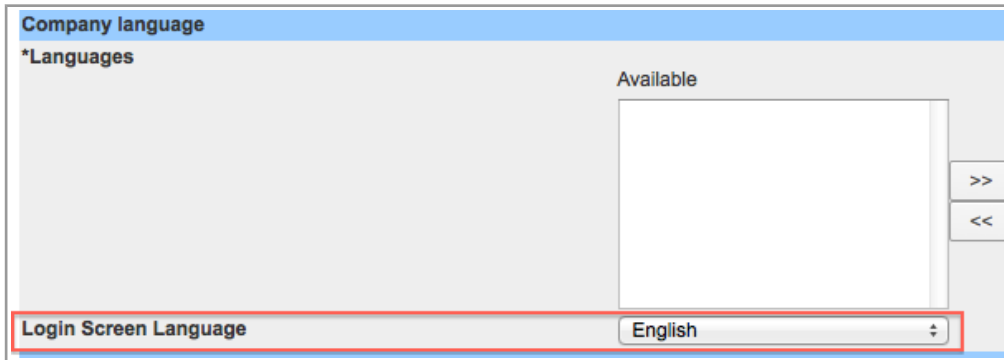 Company language
*Languages
Available
>>
<<
Login Screen Language English